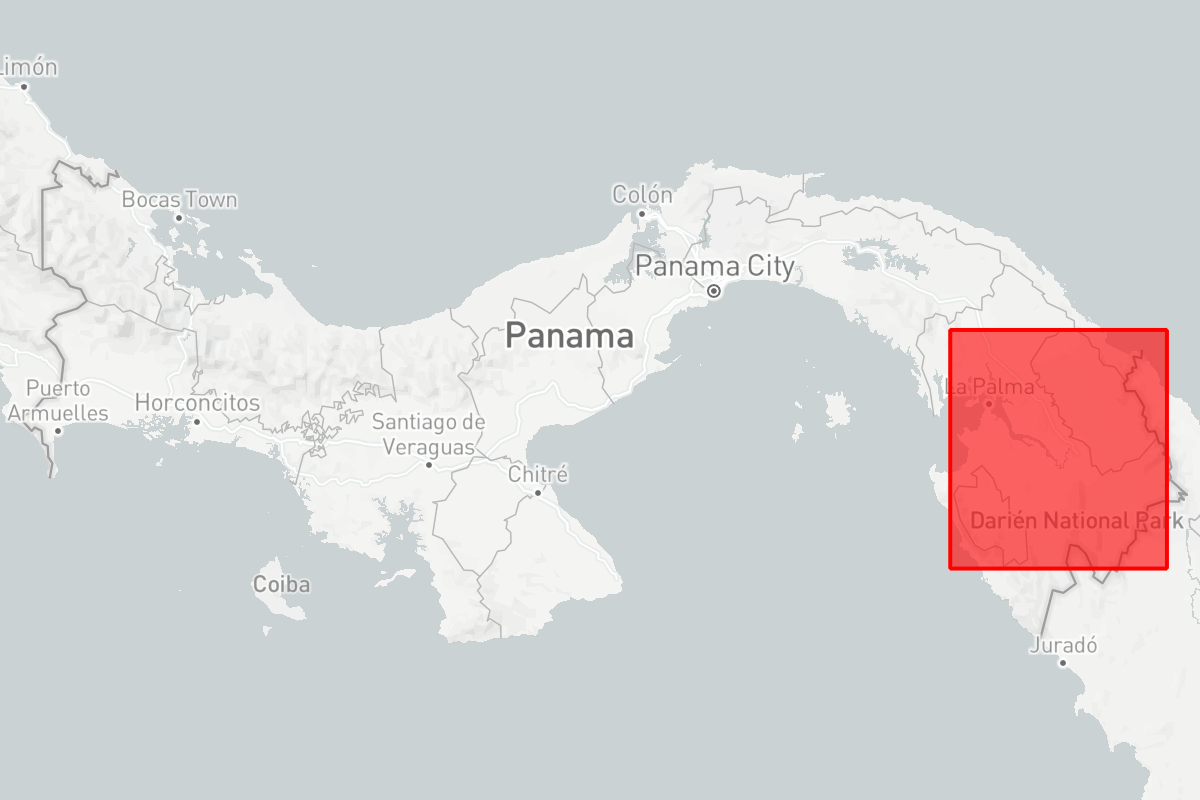 Limón
Bocas Town
Colón
Panama City
Panama
Puerto
Armuelles
Horconcitos
La Palma
Santiago de
Veraguas
Chitré
Darién National Park
Coiba
Juradó